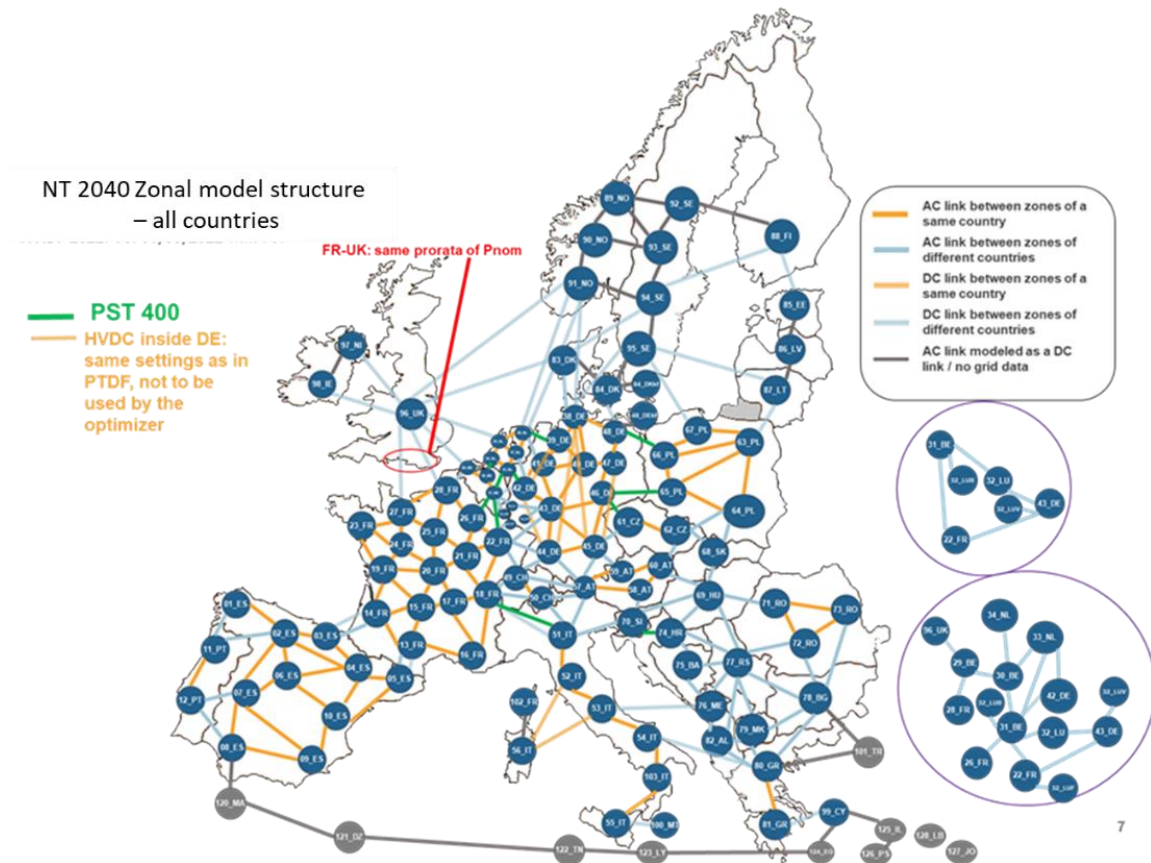 NT 2040 Zonal model structure
– all countries
FR-UK: same prorata of Pnom
PST 400
HVDC inside DE:
same settings as in
PTDF, not to be
used by the
optimizer
AC link between zones of a
same country
AC link between zones of
different countries
DC link between zones of a
same country
DC link between zones of
different countries
AC link modeled as a DC
link / no grid data
89_NO
92_SE
90_NO
93_SE
88_FI
91_NO
94_SE
85_EE
97_NI
95_SE
86_LV
98_IE
83_DK
84_DK
87_LT
96_UK
38_DE
48_DE
67_PL
63_PL
39_DE
66_PL
41_DE
47_DE
42_DE
46_DE
65_PL
64_PL
28_FR
43_DE
61_CZ
62_CZ
27_FR
26_FR
23_FR
25_FR
22_FR
24_FR
21_FR
44_DE
45_DE
68_SK
19_FR
20_FR
49_CH
59_AT
60_AT
57_AT
58_AT
50_CH
18_FR
17_FR
15_FR
14_FR
69_HU
71_RO
73_RO
01_ES
02_ES
03_ES
13_FR
16_FR
51_IT
70_SI
74_HR
72_RO
11_PT
04_ES
05_ES
06_ES
07_ES
12_PT
10_ES
08_ES
09_ES
52_IT
75_BA
77_RS
78_BG
102_FR
53_IT
76_ME
56_IT
54_IT
82_AL
79_MK
101_TR
80_GR
103_IT
55_IT
100_MT
81_GR
99_CY
120_MA
121_DZ
122_TN
123_LY
125_IL
126_PS
128_LB
127_JO
31_BE
32_LU
43_DE
22_FR
34_NL
96_UK
33_NL
29_BE
30_BE
42_DE
28_FR
31_BE
32_LU
43_DE
26_FR
22_FR
7